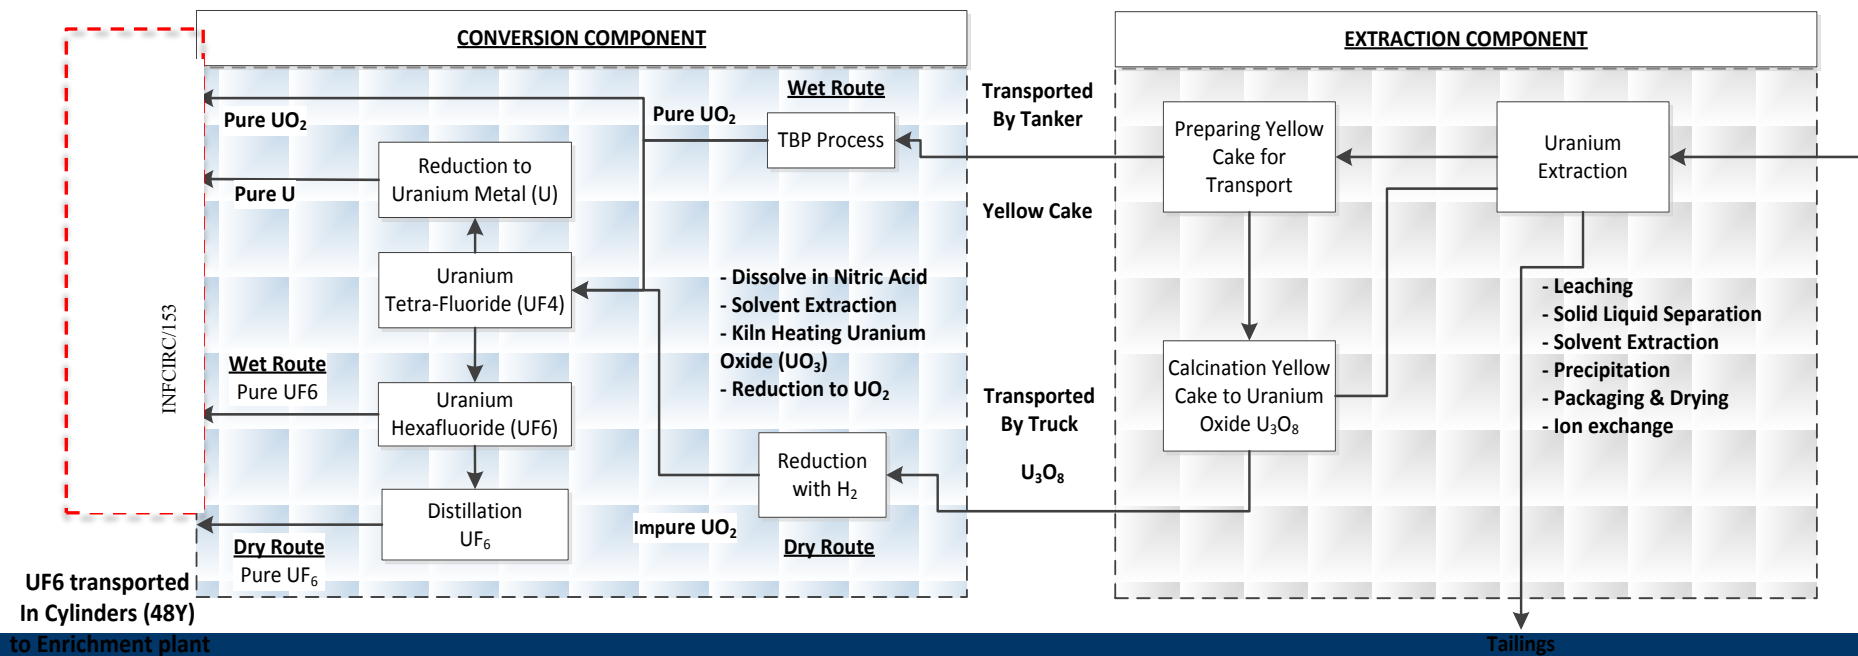 CONVERSION COMPONENT
EXTRACTION COMPONENT
Wet Route
Pure UO₂
Pure UO₂
TBP Process
Transported
By Tanker
Preparing Yellow
Cake for
Transport
Uranium
Extraction
Reduction to
Uranium Metal (U)
Pure U
Yellow Cake
Uranium
Tetra-Fluoride (UF4)
- Dissolve in Nitric Acid
- Solvent Extraction
- Kiln Heating Uranium
Oxide (UO₃)
- Reduction to UO₂
- Leaching
- Solid Liquid Separation
- Solvent Extraction
- Precipitation
- Packaging & Drying
- Ion exchange
INFCIRC/153
Wet Route
Pure UF6
Uranium
Hexafluoride (UF6)
Transported
By Truck
U₃O₈
Calcination Yellow
Cake to Uranium
Oxide U₃O₈
Reduction
with H₂
Distillation
UF₆
Impure UO₂
Dry Route
Dry Route
Pure UF₆
UF6 transported
In Cylinders (48Y)
to Enrichment plant
Tailings